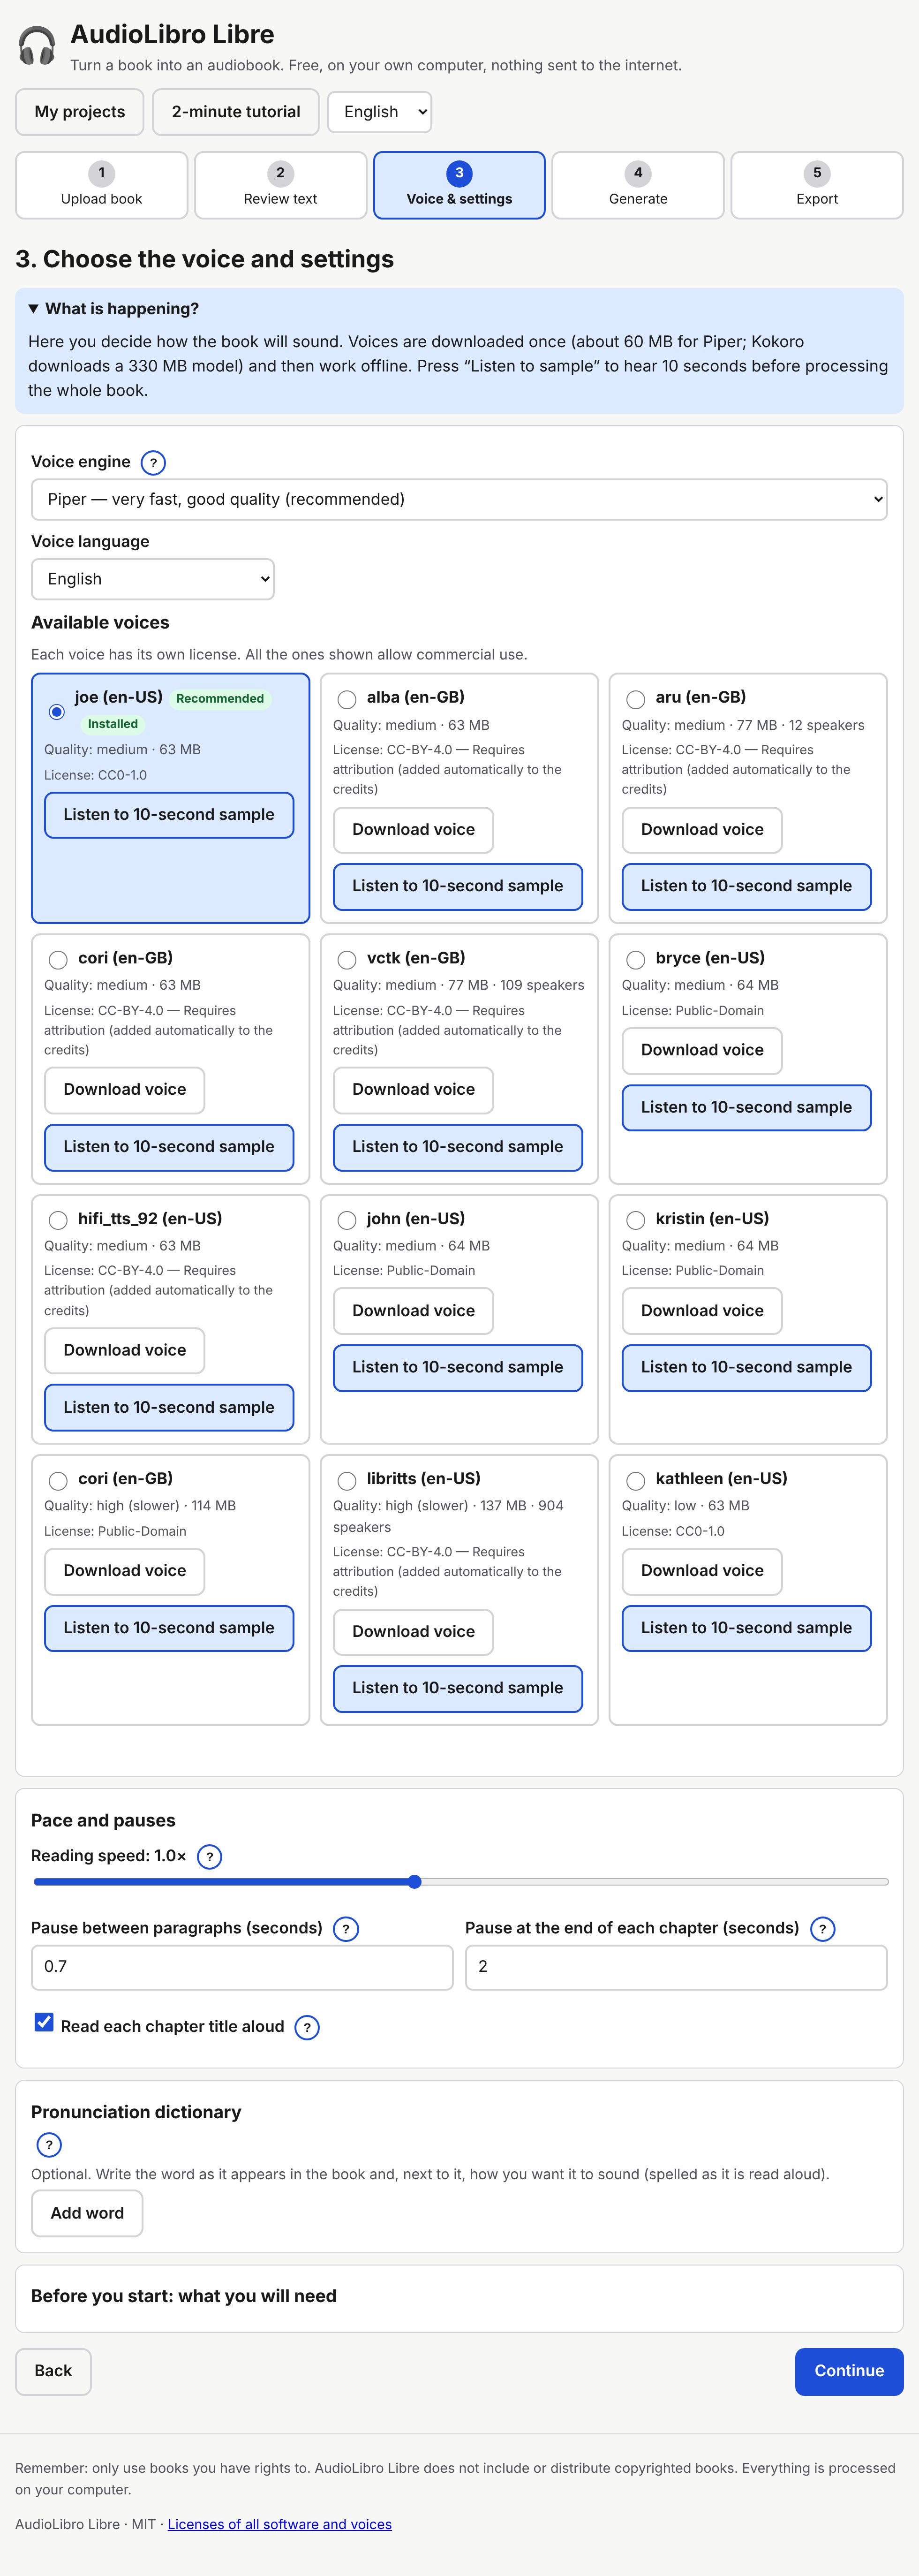 AudioLibro Libre
Turn a book into an audiobook. Free, on your own computer, nothing sent to the internet.
My projects
2-minute tutorial
English
1
Upload book
2
Review text
3
Voice & settings
4
Generate
5
Export
3. Choose the voice and settings
▼ What is happening?
Here you decide how the book will sound. Voices are downloaded once (about 60 MB for Piper; Kokoro
downloads a 330 MB model) and then work offline. Press “Listen to sample” to hear 10 seconds before processing
the whole book.
Voice engine ?
Piper — very fast, good quality (recommended)
Voice language
English
Available voices
Each voice has its own license. All the ones shown allow commercial use.
joe (en-US) Recommended
Installed
Quality: medium · 63 MB
License: CC0-1.0
Listen to 10-second sample
alba (en-GB)
Quality: medium · 63 MB
License: CC-BY-4.0 — Requires
attribution (added automatically to the
credits)
Download voice
Listen to 10-second sample
aru (en-GB)
Quality: medium · 77 MB · 12 speakers
License: CC-BY-4.0 — Requires
attribution (added automatically to the
credits)
Download voice
Listen to 10-second sample
cori (en-GB)
Quality: medium · 63 MB
License: CC-BY-4.0 — Requires
attribution (added automatically to the
credits)
Download voice
Listen to 10-second sample
vctk (en-GB)
Quality: medium · 77 MB · 109 speakers
License: CC-BY-4.0 — Requires
attribution (added automatically to the
credits)
Download voice
Listen to 10-second sample
bryce (en-US)
Quality: medium · 64 MB
License: Public-Domain
Download voice
Listen to 10-second sample
hifi_tts_92 (en-US)
Quality: medium · 63 MB
License: CC-BY-4.0 — Requires
attribution (added automatically to the
credits)
Download voice
Listen to 10-second sample
john (en-US)
Quality: medium · 64 MB
License: Public-Domain
Download voice
Listen to 10-second sample
kristin (en-US)
Quality: medium · 64 MB
License: Public-Domain
Download voice
Listen to 10-second sample
cori (en-GB)
Quality: high (slower) · 114 MB
License: Public-Domain
Download voice
Listen to 10-second sample
libritts (en-US)
Quality: high (slower) · 137 MB · 904
speakers
License: CC-BY-4.0 — Requires
attribution (added automatically to the
credits)
Download voice
Listen to 10-second sample
kathleen (en-US)
Quality: low · 63 MB
License: CC0-1.0
Download voice
Listen to 10-second sample
Pace and pauses
Reading speed: 1.0× ?
Pause between paragraphs (seconds) ?
0.7
Pause at the end of each chapter (seconds) ?
2
Read each chapter title aloud ?
Pronunciation dictionary
?
Optional. Write the word as it appears in the book and, next to it, how you want it to sound (spelled as it is read aloud).
Add word
Before you start: what you will need
Back
Continue
Remember: only use books you have rights to. AudioLibro Libre does not include or distribute copyrighted books. Everything is processed
on your computer.
AudioLibro Libre · MIT · Licenses of all software and voices